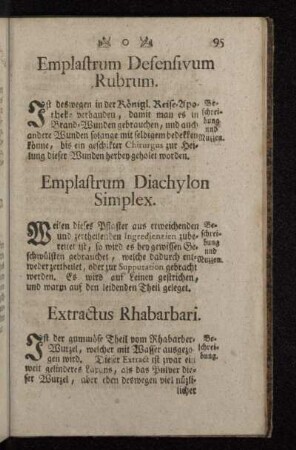 95
Emplastrum Defensivum
Rubrum.
Ist deswegen in der Königl. Reise-Apo-
theke verhanden, damit man es in
Brand-Wunden gebrauchen, und auch
andere Wunden solange mit selbigem bedecken
könne, bis ein geschikter Chirurgus zur Hei-
lung dieser Wunden herbey geholet worden.
Be-
schrei-
bung
und
Nutzen.
Emplastrum Diachylon
Simplex.
Weilen dieses Pflaster aus erweichenden
und zertheilenden Ingredienzien zube-
reitet ist, so wird es bey gewissen Ge-
schwülsten gebrauchet, welche dadurch ent-
weder zertheilet, oder zur Suppuration gebracht
werden. Es wird auf Leinen gestrichen,
und warm auf den leidenden Theil geleget.
Be-
schrei-
bung
und
Nutzen.
Extractus Rhabarbari.
Ist der gummöse Theil vom Rhabarber-
Wurzel, welcher mit Wasser ausgezo-
gen wird. Dieser Extract ist zwar ein
weit gelinderes Laxans, als das Pulver die-
ser Wurzel, aber eben deswegen viel nüzli-
licher
Be-
schrei-
bung.